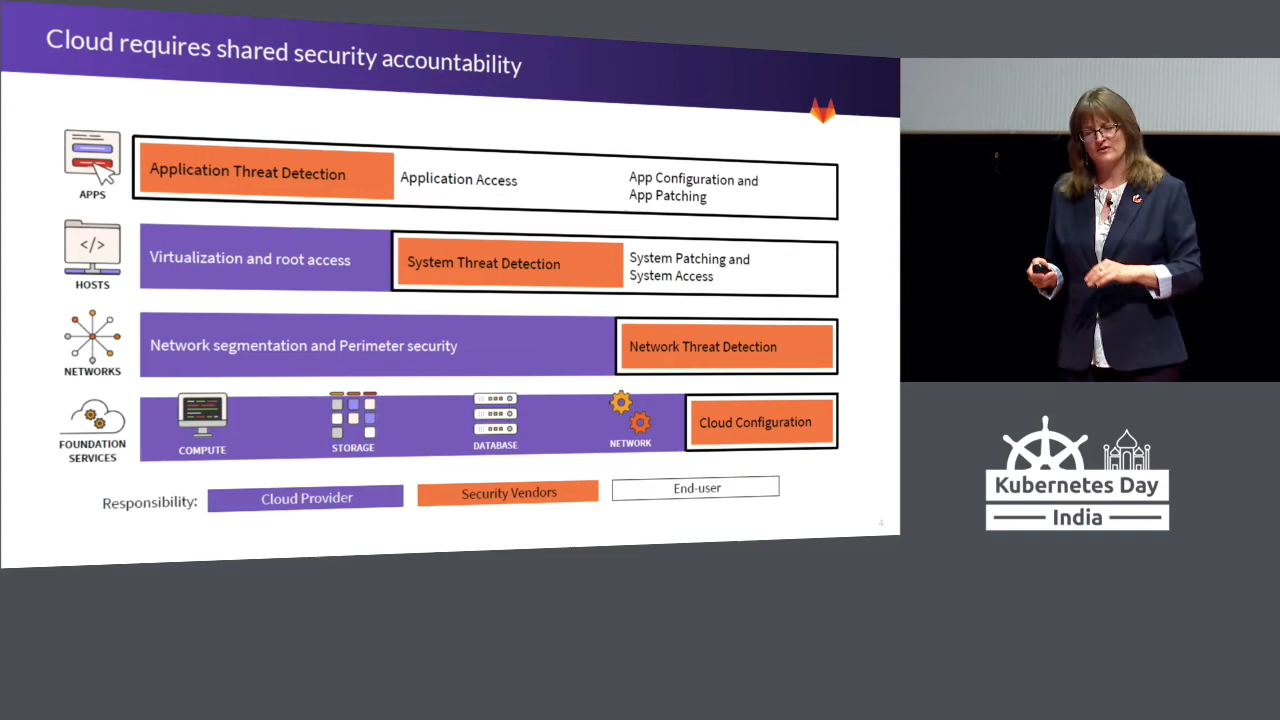 Cloud requires shared security accountability
APPS
Application Threat Detection
Application Access
App Configuration and
App Patching
</>
HOSTS
Virtualization and root access
System Threat Detection
System Patching and
System Access
NETWORKS
Network segmentation and Perimeter security
Network Threat Detection
FOUNDATION
SERVICES
COMPUTE
STORAGE
DATABASE
NETWORK
Cloud Configuration
Responsibility:
Cloud Provider
Security Vendors
End-user
4
Kubernetes Day
India